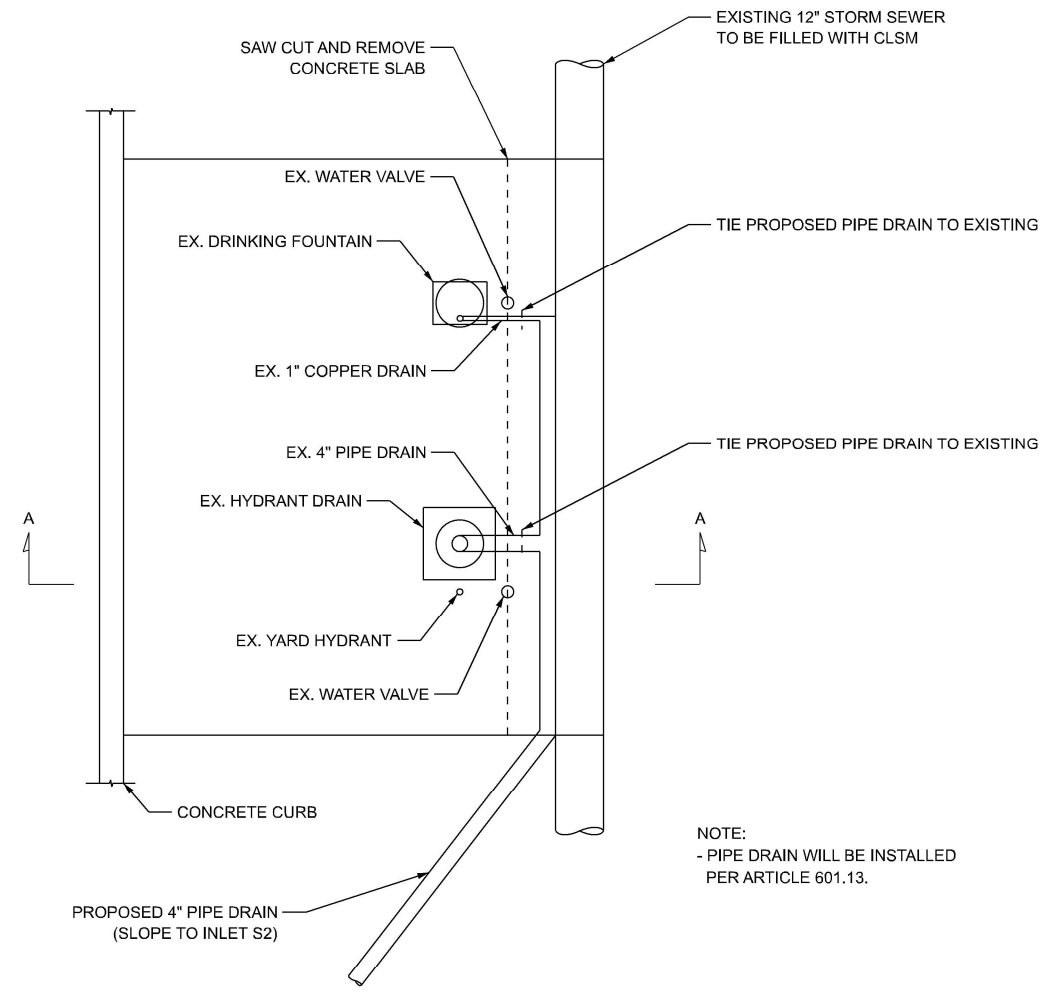 EXISTING 12" STORM SEWER
TO BE FILLED WITH CLSM
SAW CUT AND REMOVE
CONCRETE SLAB
EX. WATER VALVE
TIE PROPOSED PIPE DRAIN TO EXISTING
EX. DRINKING FOUNTAIN
EX. 1" COPPER DRAIN
TIE PROPOSED PIPE DRAIN TO EXISTING
EX. 4" PIPE DRAIN
EX. HYDRANT DRAIN
A
A
EX. YARD HYDRANT
EX. WATER VALVE
CONCRETE CURB
NOTE:
- PIPE DRAIN WILL BE INSTALLED
PER ARTICLE 601.13.
PROPOSED 4" PIPE DRAIN
(SLOPE TO INLET S2)